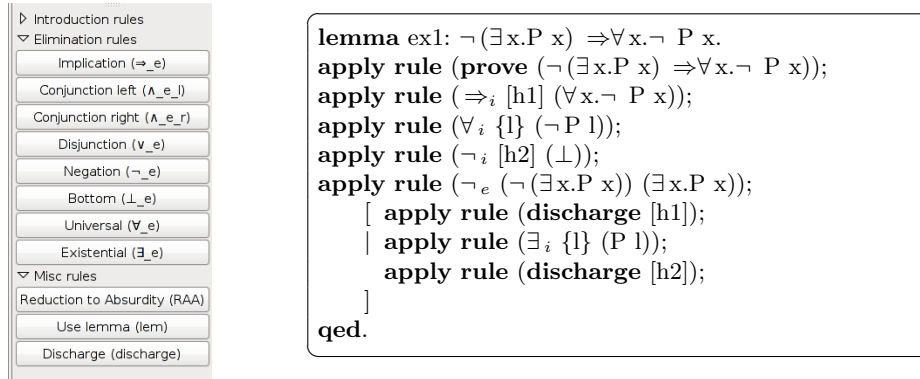 ▷ Introduction rules
▽ Elimination rules
Implication (⇒_e)
Conjunction left (∧_e_l)
Conjunction right (∧_e_r)
Disjunction (∨_e)
Negation (¬_e)
Bottom (⊥_e)
Universal (∀_e)
Existential (∃_e)
▽ Misc rules
Reduction to Absurdity (RAA)
Use lemma (lem)
Discharge (discharge)
lemma ex1: ¬(∃x.P x) ⇒∀x.¬ P x.
apply rule (prove (¬(∃x.P x) ⇒∀x.¬ P x));
apply rule (⇒ᵢ [h1] (∀x.¬ P x));
apply rule (∀ᵢ {l} (¬P l));
apply rule (¬ᵢ [h2] (⊥));
apply rule (¬ₑ (¬(∃x.P x)) (∃x.P x));
[ apply rule (discharge [h1]);
| apply rule (∃ᵢ {l} (P l));
apply rule (discharge [h2]);
]
qed.